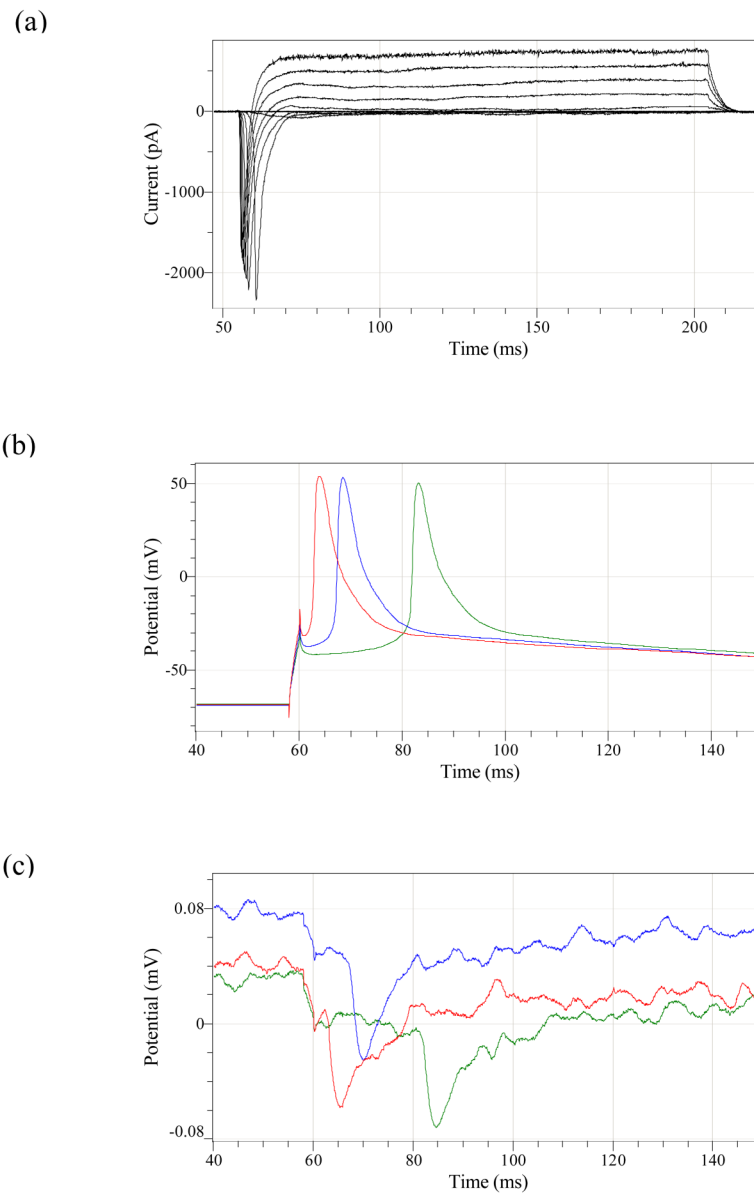 (a)
0
-1000
-2000
Current (pA)
50 100 150 200
Time (ms)
(b)
50
0
-50
Potential (mV)
40 60 80 100 120 140
Time (ms)
(c)
0.08
0
-0.08
Potential (mV)
40 60 80 100 120 140
Time (ms)